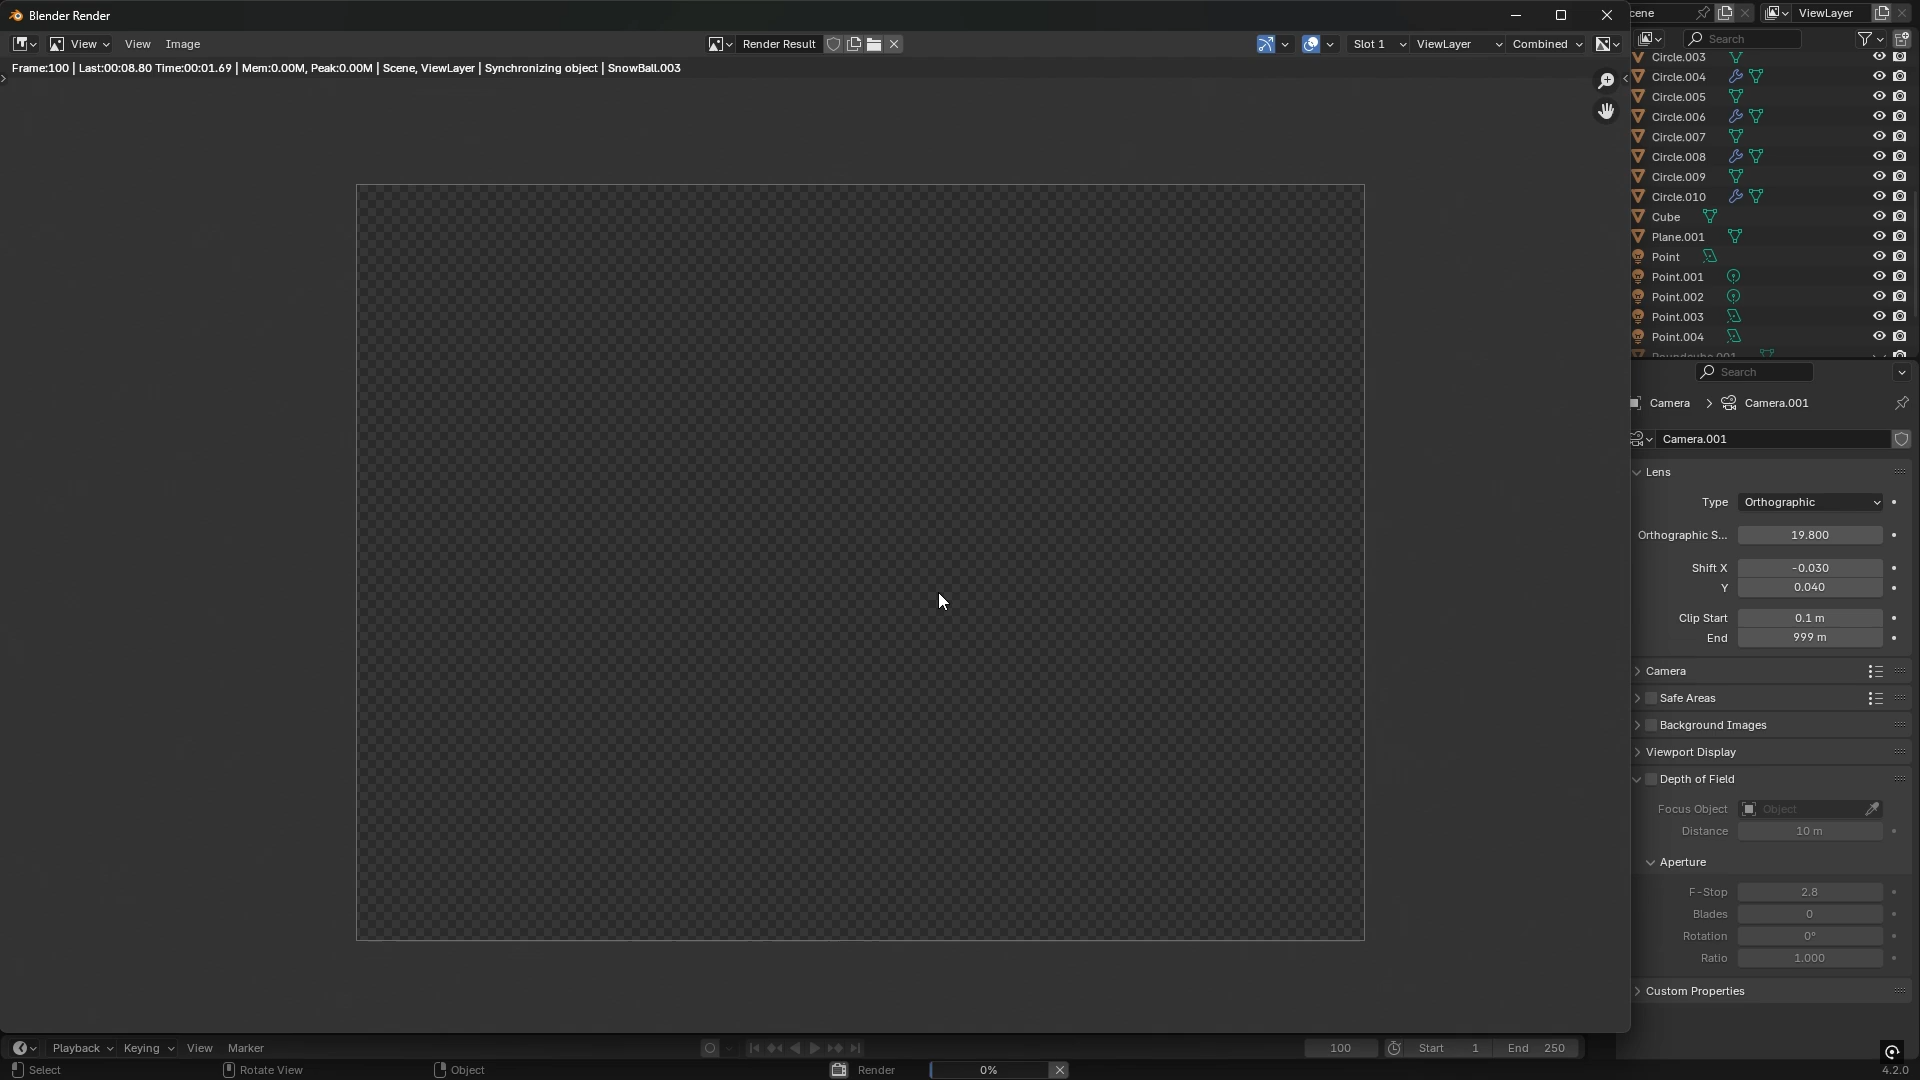 Blender Render
View View Image Render Result Slot 1 ViewLayer Combined
Frame:100 | Last:00:08.80 Time:00:01.69 | Mem:0.00M, Peak:0.00M | Scene, ViewLayer | Synchronizing object | SnowBall.003
cene ViewLayer
Search
Circle.003
Circle.004
Circle.005
Circle.006
Circle.007
Circle.008
Circle.009
Circle.010
Cube
Plane.001
Point
Point.001
Point.002
Point.003
Point.004
Roundcube.001
Search
Camera Camera.001
Camera.001
Lens
Type Orthographic
Orthographic S... 19.800
Shift X -0.030
Y 0.040
Clip Start 0.1 m
End 999 m
Camera
Safe Areas
Background Images
Viewport Display
Depth of Field
Focus Object Object
Distance 10 m
Aperture
F-Stop 2.8
Blades 0
Rotation 0°
Ratio 1.000
Custom Properties
Playback Keying View Marker 100 Start 1 End 250
Select Rotate View Object Render 0% 4.2.0